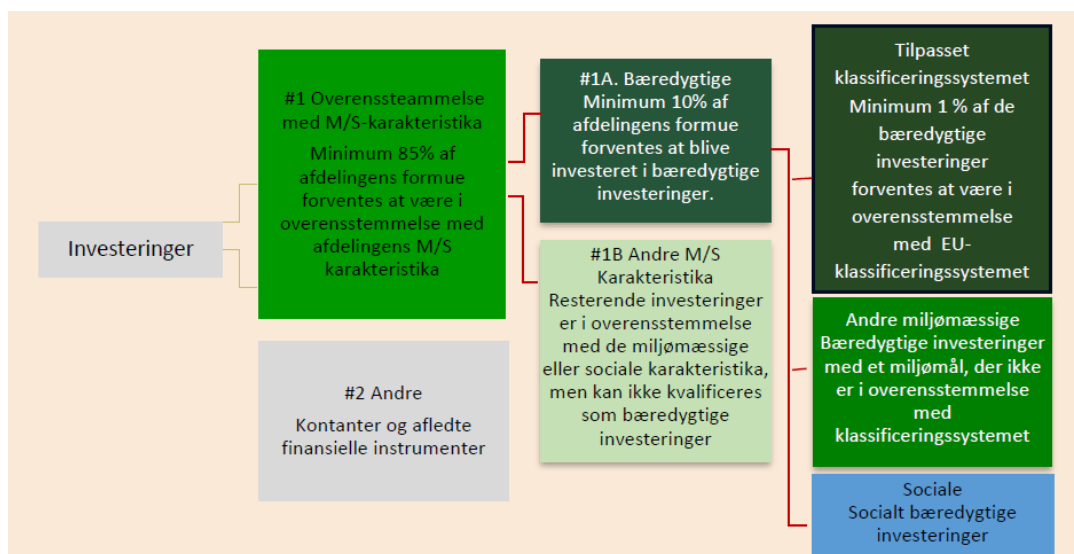 Investeringer
#1 Overenssteammelse
med M/S-karakteristika
Minimum 85% af
afdelingens formue
forventes at være i
overensstemmelse med
afdelingens M/S
karakteristika
#2 Andre
Kontanter og afledte
finansielle instrumenter
#1A. Bæredygtige
Minimum 10% af
afdelingens formue
forventes at blive
investeret i bæredygtige
investeringer.
#1B Andre M/S
Karakteristika
Resterende investeringer
er i overensstemmelse
med de miljømæssige
eller sociale karakteristika,
men kan ikke kvalificeres
som bæredygtige
investeringer
Tilpasset
klassificeringssystemet
Minimum 1 % af de
bæredygtige
investeringer
forventes at være i
overensstemmelse
med EU-
klassificeringssystemet
Andre miljømæssige
Bæredygtige investeringer
med et miljømål, der ikke
er i overensstemmelse
med
klassificeringssystemet
Sociale
Socialt bæredygtige
investeringer